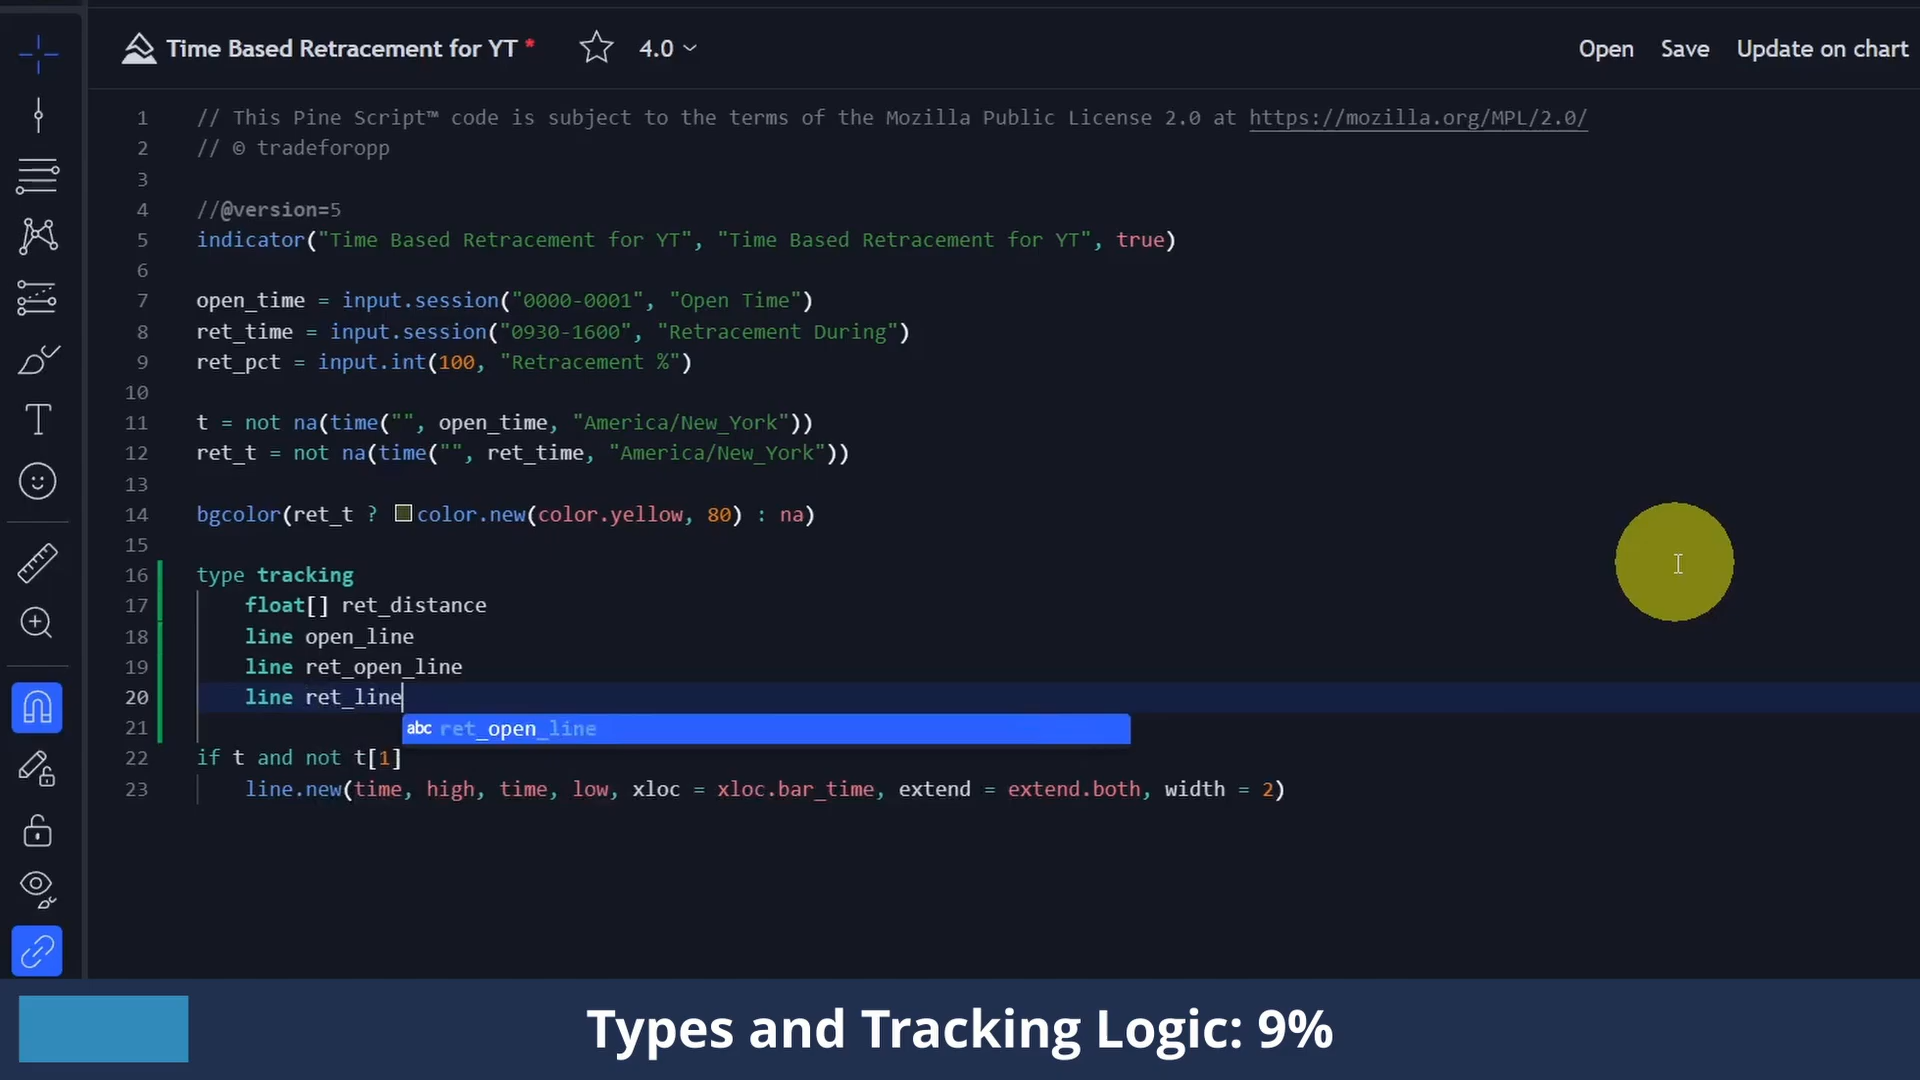 Time Based Retracement for YT * 4.0 Open Save Update on chart
1 // This Pine Script™ code is subject to the terms of the Mozilla Public License 2.0 at https://mozilla.org/MPL/2.0/
2 // © tradeforopp
3
4 //@version=5
5 indicator("Time Based Retracement for YT", "Time Based Retracement for YT", true)
6
7 open_time = input.session("0000-0001", "Open Time")
8 ret_time = input.session("0930-1600", "Retracement During")
9 ret_pct = input.int(100, "Retracement %")
10
11 t = not na(time("", open_time, "America/New_York"))
12 ret_t = not na(time("", ret_time, "America/New_York"))
13
14 bgcolor(ret_t ? color.new(color.yellow, 80) : na)
15
16 type tracking
17 float[] ret_distance
18 line open_line
19 line ret_open_line
20 line ret_line
21 abc ret_open_line
22 if t and not t[1]
23 line.new(time, high, time, low, xloc = xloc.bar_time, extend = extend.both, width = 2)
Types and Tracking Logic: 9%